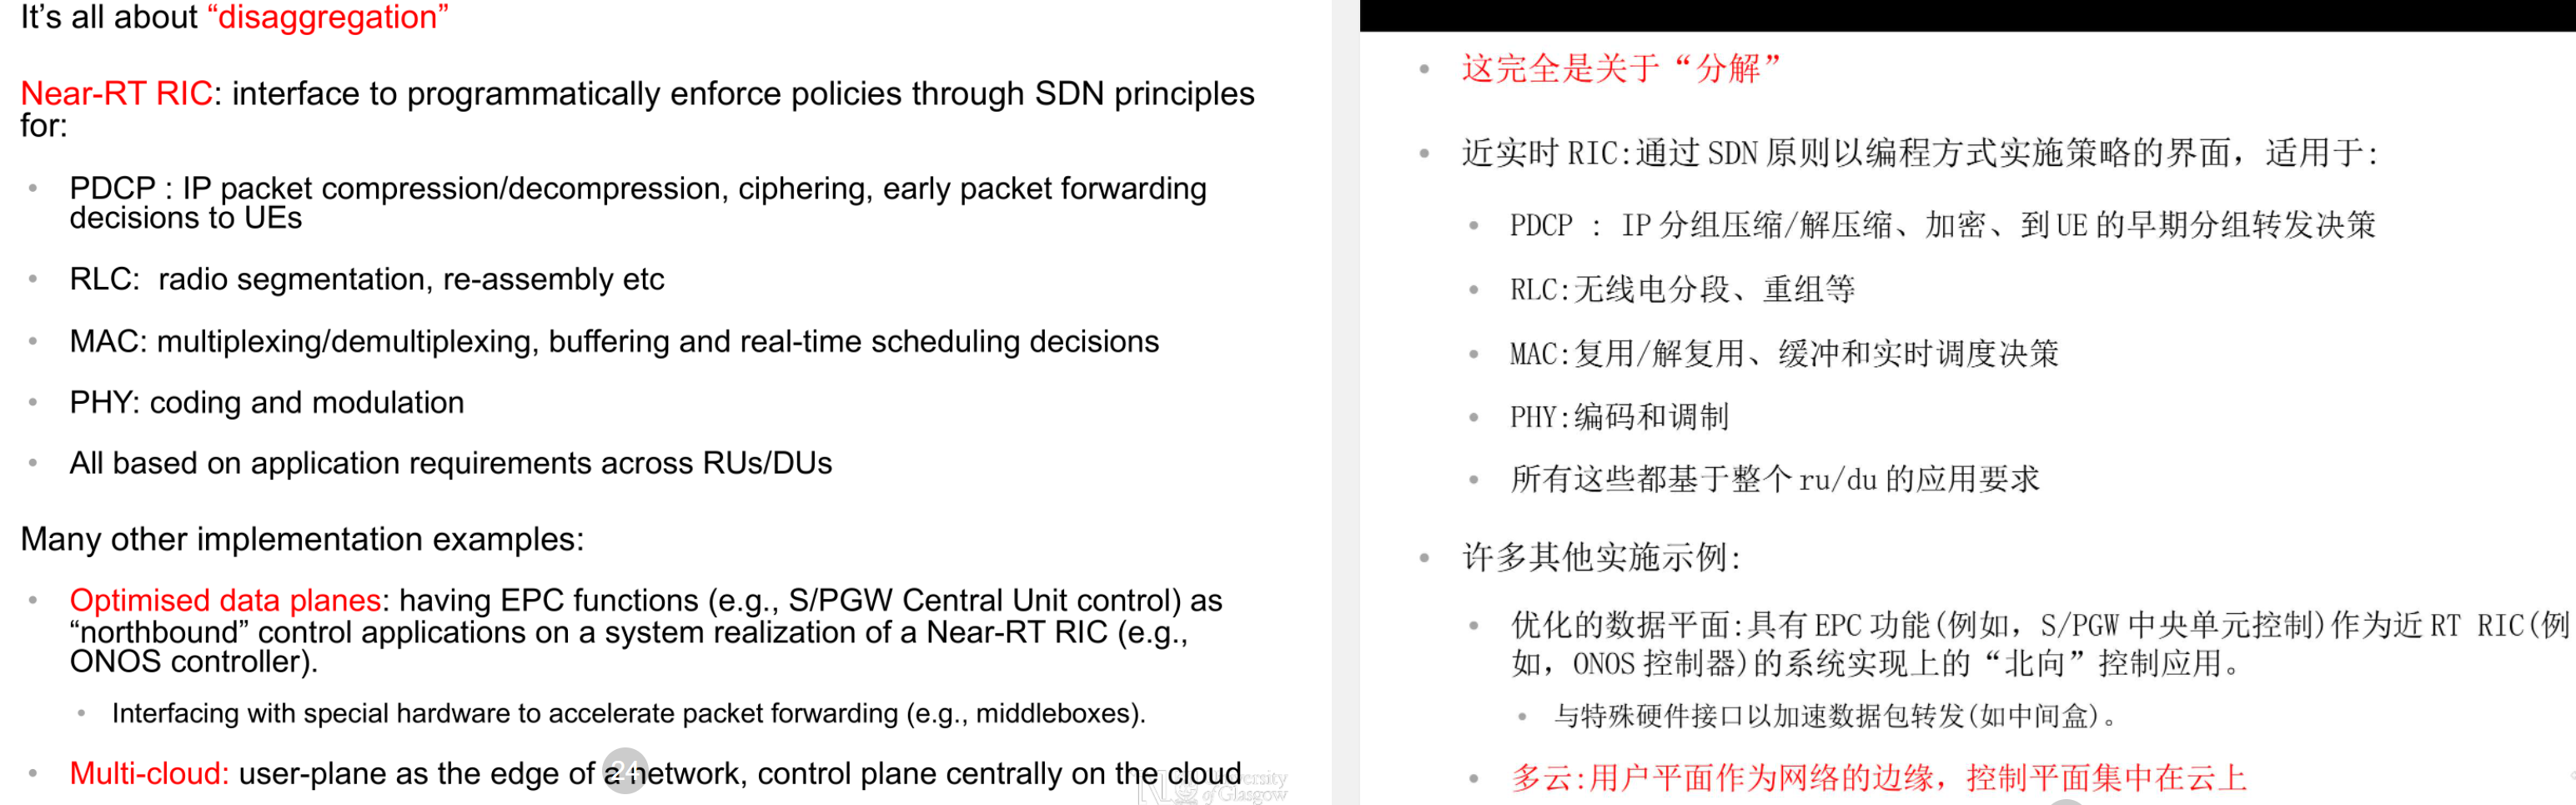 It's all about “disaggregation”
Near-RT RIC: interface to programmatically enforce policies through SDN principles
for:
• PDCP : IP packet compression/decompression, ciphering, early packet forwarding
decisions to UEs
• RLC: radio segmentation, re-assembly etc
• MAC: multiplexing/demultiplexing, buffering and real-time scheduling decisions
• PHY: coding and modulation
• All based on application requirements across RUs/DUs
Many other implementation examples:
• Optimised data planes: having EPC functions (e.g., S/PGW Central Unit control) as
“northbound” control applications on a system realization of a Near-RT RIC (e.g.,
ONOS controller).
• Interfacing with special hardware to accelerate packet forwarding (e.g., middleboxes).
• Multi-cloud: user-plane as the edge of a network, control plane centrally on the cloud
24
of Glasgow
• 这完全是关于“分解”
• 近实时 RIC:通过 SDN 原则以编程方式实施策略的界面，适用于:
• PDCP : IP 分组压缩/解压缩、加密、到 UE 的早期分组转发决策
• RLC:无线电分段、重组等
• MAC:复用/解复用、缓冲和实时调度决策
• PHY:编码和调制
• 所有这些都基于整个 ru/du 的应用要求
• 许多其他实施示例:
• 优化的数据平面:具有 EPC 功能(例如，S/PGW 中央单元控制)作为近 RT RIC(例
如，ONOS 控制器)的系统实现上的“北向”控制应用。
• 与特殊硬件接口以加速数据包转发(如中间盒)。
• 多云:用户平面作为网络的边缘，控制平面集中在云上